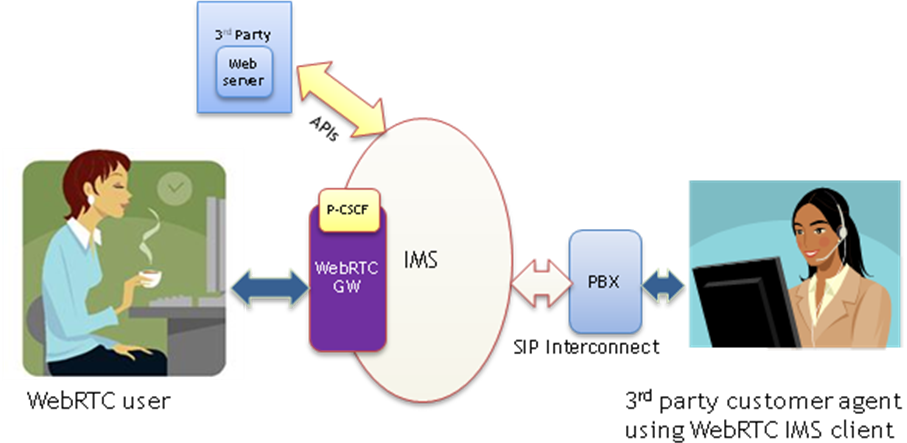 3rd Party
Web
server
APIs
P-CSCF
WebRTC
GW
IMS
PBX
SIP Interconnect
WebRTC user
3rd party customer agent
using WebRTC IMS client